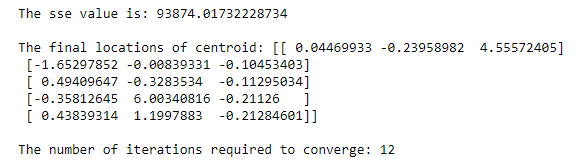 The sse value is: 93874.01732228734
The final locations of centroid: [[ 0.04469933 -0.23958982  4.55572405]
[-1.65297852 -0.00839331 -0.10453403]
[ 0.49409647 -0.3283534  -0.11295034]
[-0.35812645  6.00340816 -0.21126   ]
[ 0.43839314  1.1997883  -0.21284601]]
The number of iterations required to converge: 12